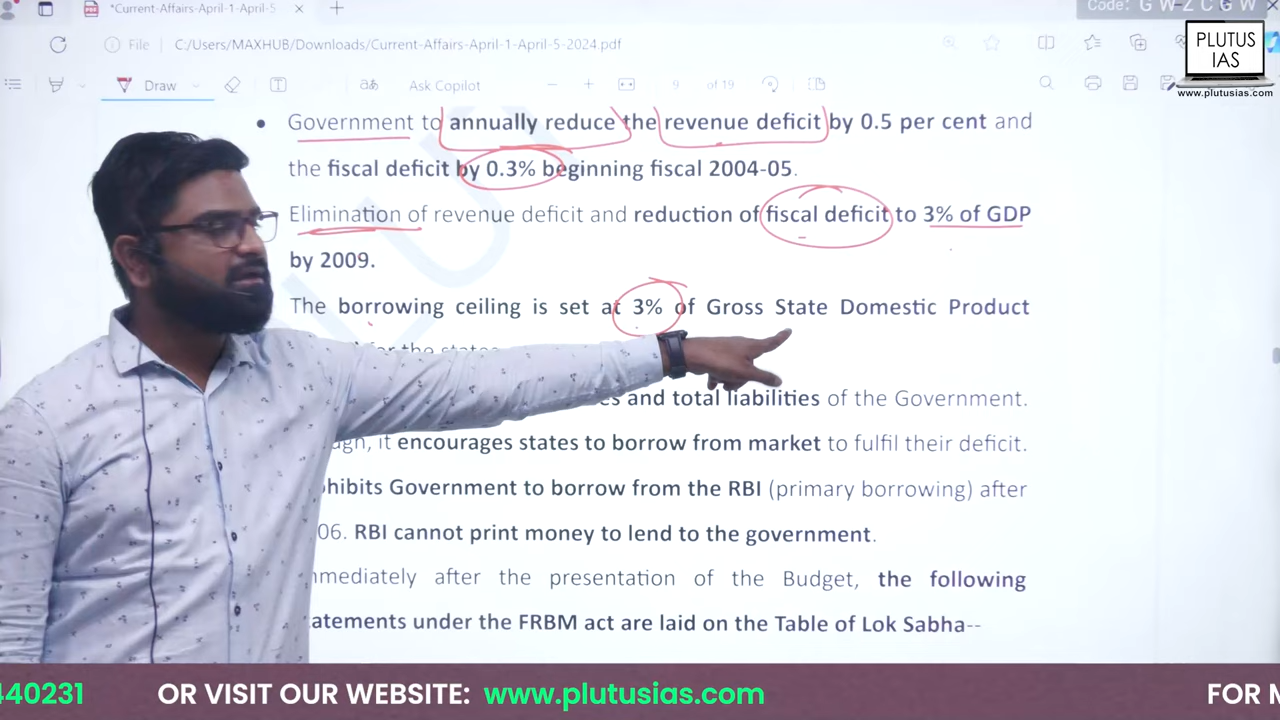 *Current-Affairs-April-1-April-5
Code: G W-Z C G W
File C:/Users/MAXHUB/Downloads/Current-Affairs-April-1-April-5-2024.pdf
PLUTUS
IAS
www.plutusias.com
Draw Ask Copilot 9 of 19
Government to annually reduce the revenue deficit by 0.5 per cent and
the fiscal deficit by 0.3% beginning fiscal 2004-05.
Elimination of revenue deficit and reduction of fiscal deficit to 3% of GDP
by 2009.
The borrowing ceiling is set at 3% of Gross State Domestic Product
the states
and total liabilities of the Government.
it encourages states to borrow from market to fulfil their deficit.
hibits Government to borrow from the RBI (primary borrowing) after
06. RBI cannot print money to lend to the government.
mmediately after the presentation of the Budget, the following
atements under the FRBM act are laid on the Table of Lok Sabha--
440231 OR VISIT OUR WEBSITE: www.plutusias.com FOR M